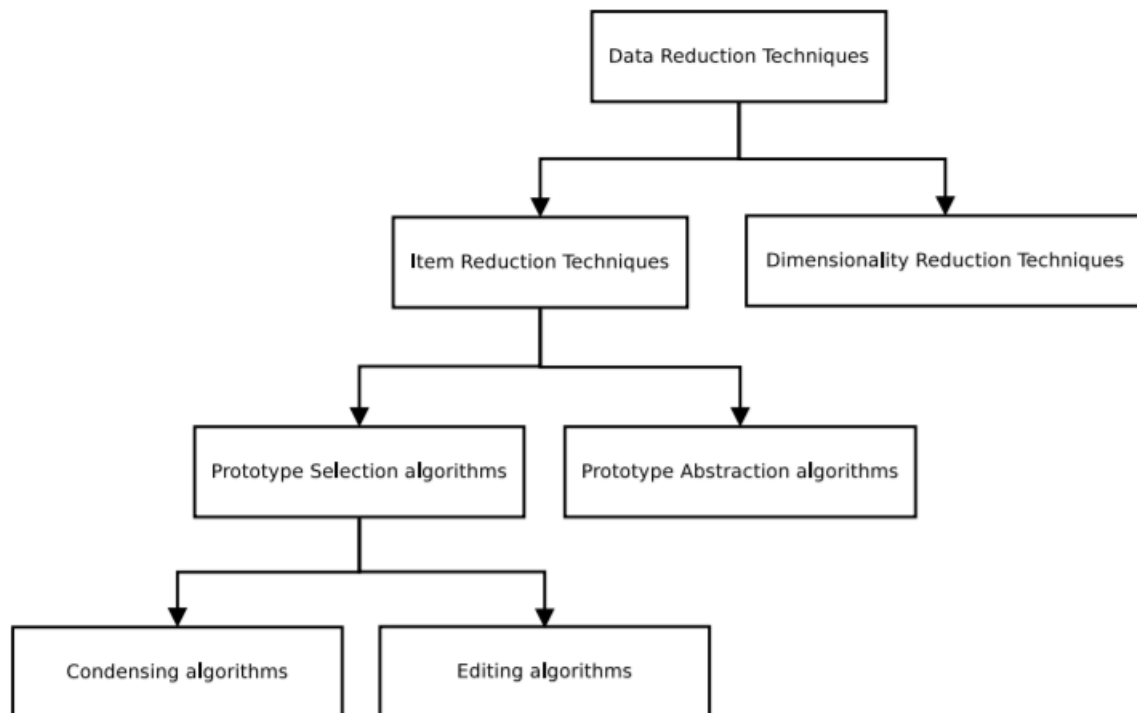 Data Reduction Techniques
Item Reduction Techniques
Dimensionality Reduction Techniques
Prototype Selection algorithms
Prototype Abstraction algorithms
Condensing algorithms
Editing algorithms